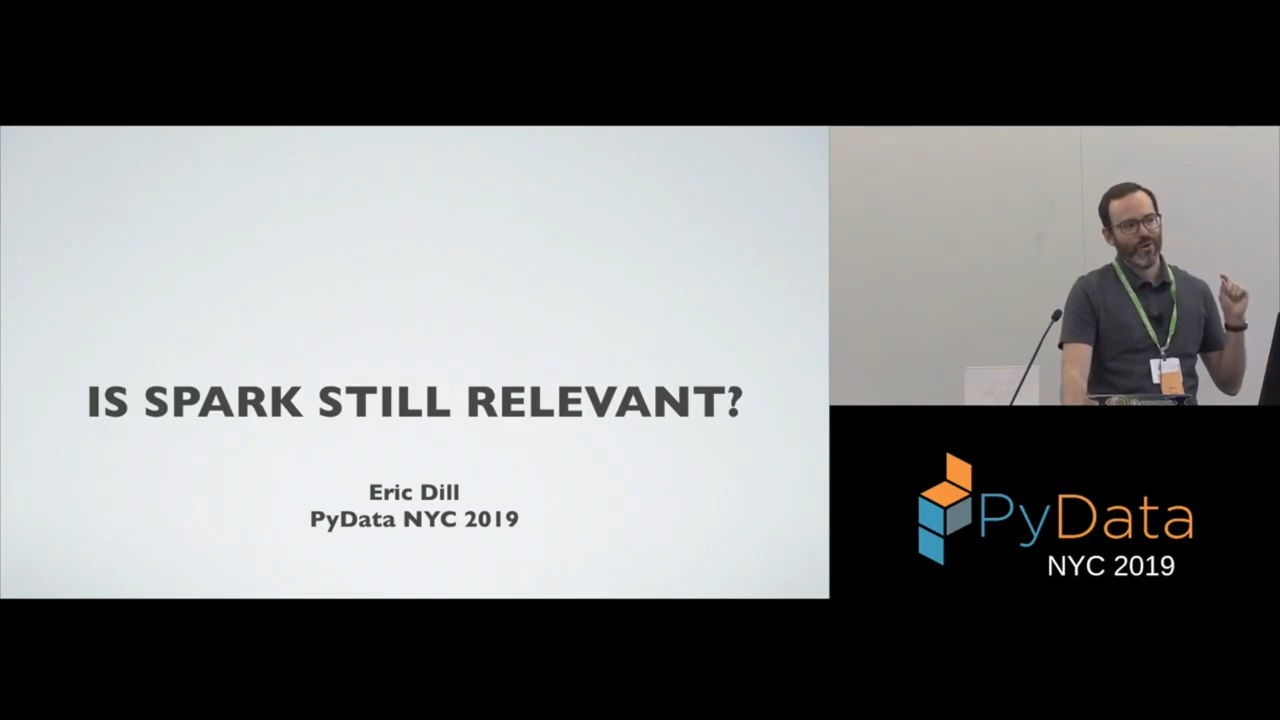 IS SPARK STILL RELEVANT?
Eric Dill
PyData NYC 2019
PyData
NYC 2019